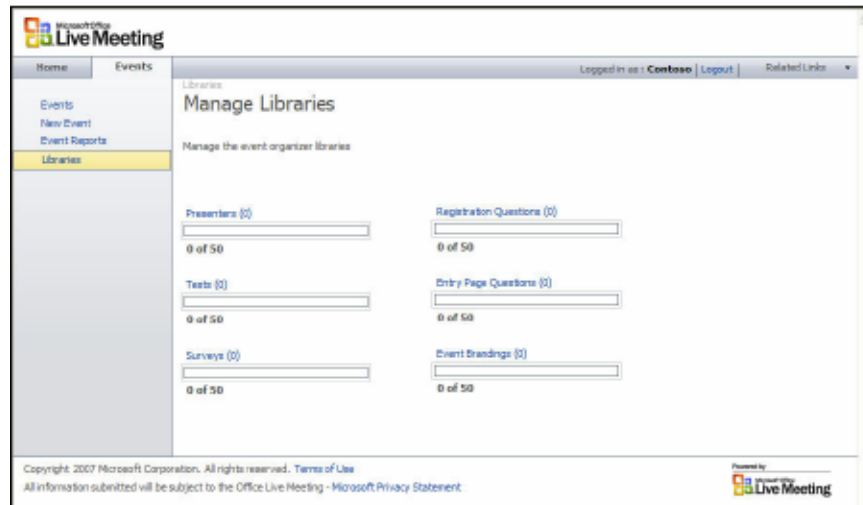 Microsoft Office
Live Meeting
Home
Events
Logged in as : Contoso | Logout |
Related Links
Events
New Event
Event Reports
Libraries
Libraries
Manage Libraries
Manage the event organizer libraries
Presenters (0)
0 of 50
Registration Questions (0)
0 of 50
Tests (0)
0 of 50
Entry Page Questions (0)
0 of 50
Surveys (0)
0 of 50
Event Brandings (0)
0 of 50
Copyright 2007 Microsoft Corporation. All rights reserved. Terms of Use
All information submitted will be subject to the Office Live Meeting - Microsoft Privacy Statement
Powered by
Microsoft Office
Live Meeting